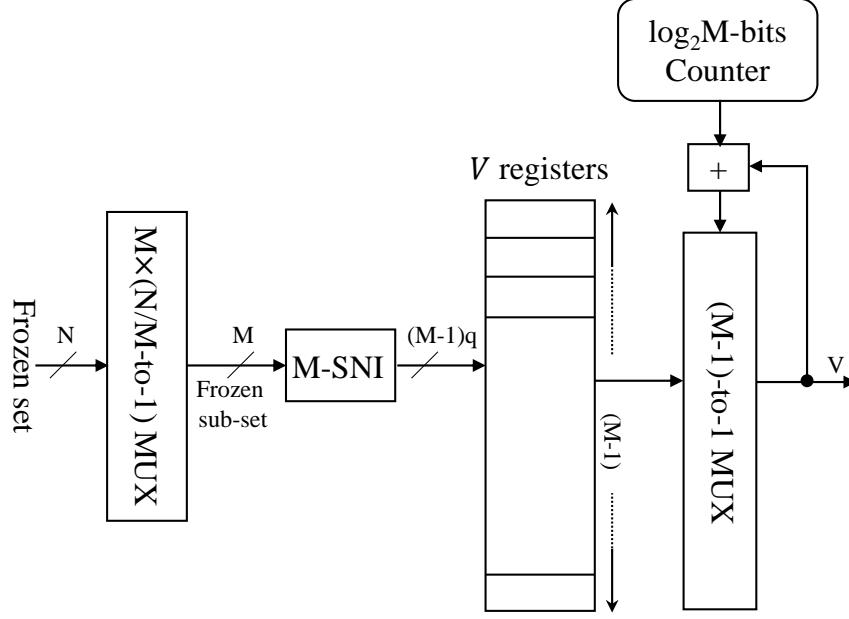 log₂M-bits
Counter
+
V registers
Frozen set
N
M×(N/M-to-1) MUX
M
Frozen
sub-set
M-SNI
(M-1)q
(M-1)
(M-1)-to-1 MUX
V